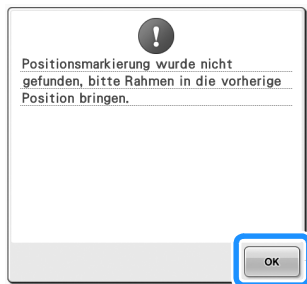 Positionsmarkierung wurde nicht
gefunden, bitte Rahmen in die vorherige
Position bringen.
OK